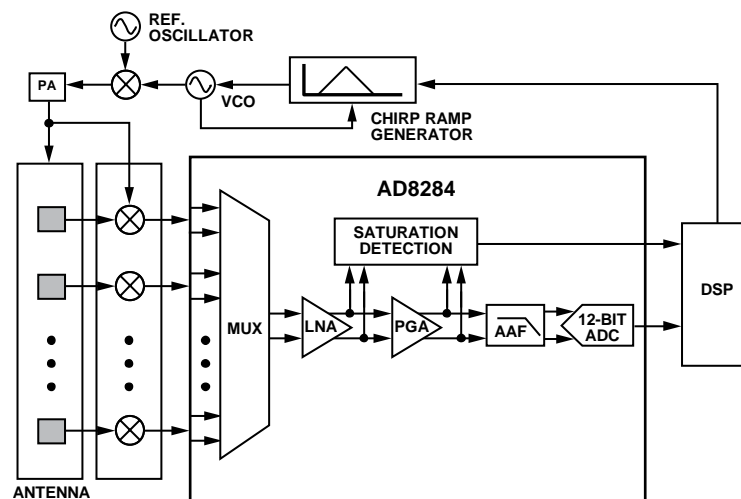 REF.
OSCILLATOR
PA
VCO
CHIRP RAMP
GENERATOR
AD8284
SATURATION
DETECTION
MUX
LNA
PGA
AAF
12-BIT
ADC
DSP
ANTENNA